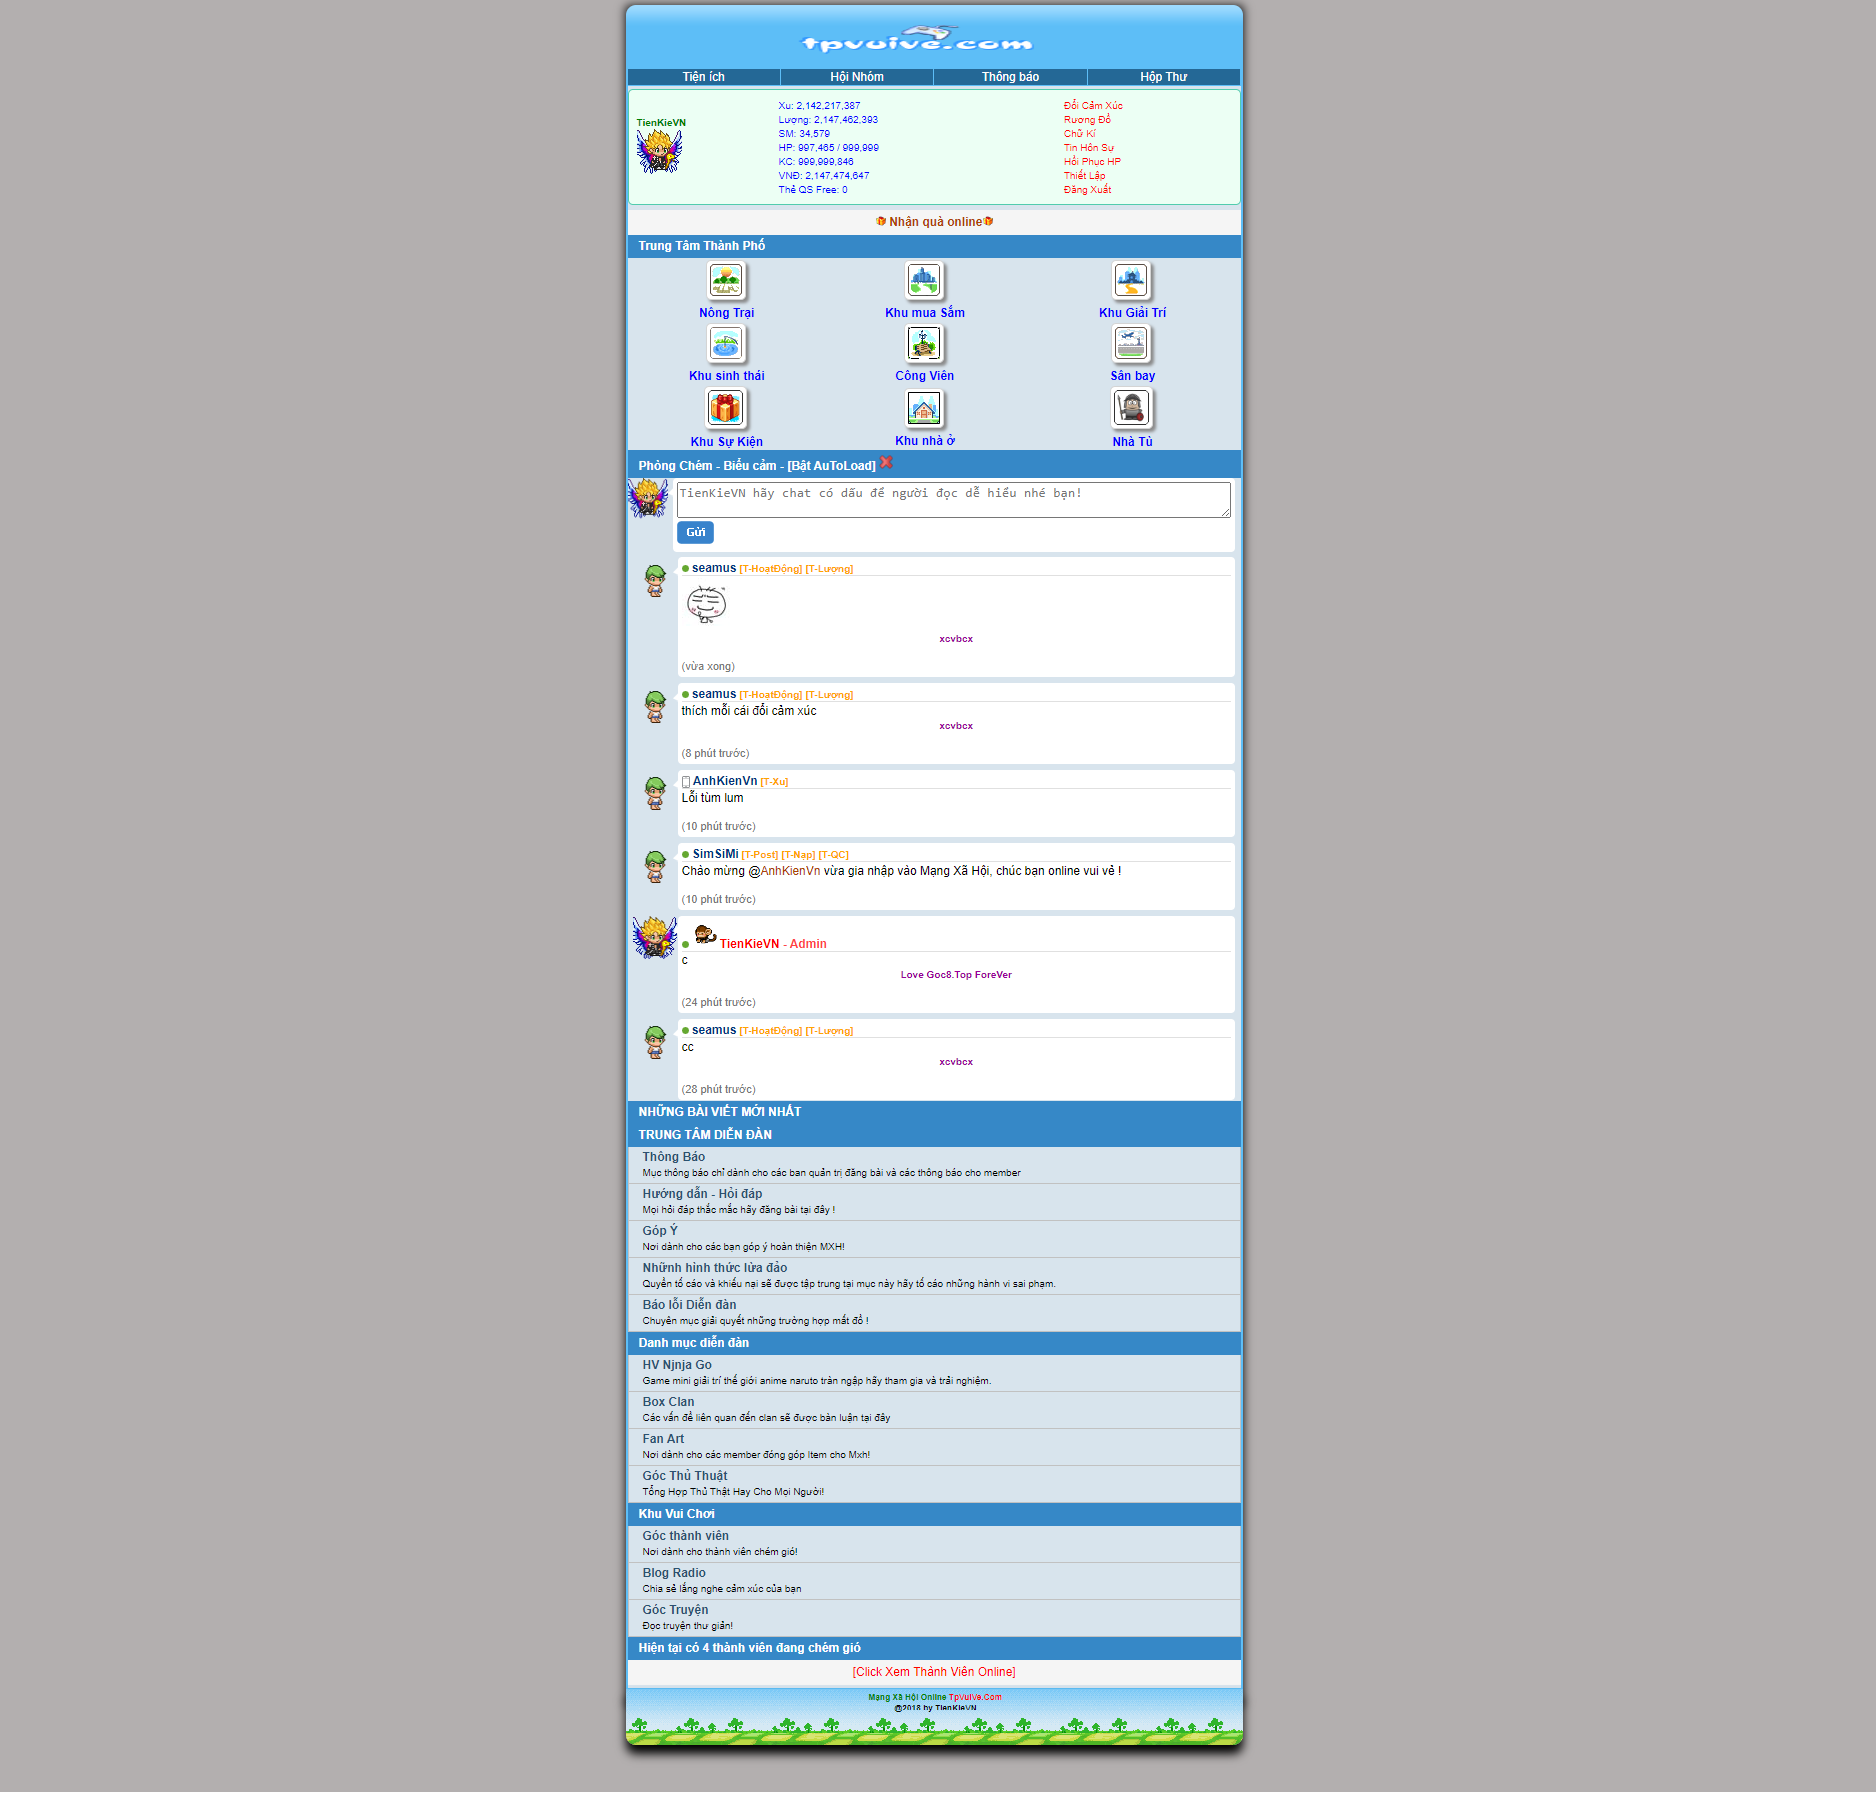 tpvuive.com
Tiện ích Hội Nhóm Thông báo Hộp Thư
TienKieVN
Xu: 2,142,217,387
Lượng: 2,147,462,393
SM: 34,579
HP: 997,465 / 999,999
KC: 999,999,846
VNĐ: 2,147,474,647
Thẻ QS Free: 0
Đổi Cảm Xúc
Rương Đồ
Chữ Kí
Tin Hôn Sự
Hồi Phục HP
Thiết Lập
Đăng Xuất
Nhận quà online
Trung Tâm Thành Phố
Nông Trại Khu mua Sắm Khu Giải Trí
Khu sinh thái Công Viên Sân bay
Khu Sự Kiện Khu nhà ở Nhà Tù
Phòng Chém - Biểu cảm - [Bật AuToLoad]
TienKieVN hãy chat có dấu để người đọc dễ hiểu nhé bạn!
Gửi
seamus [T-HoạtĐộng] [T-Lượng]
xcvbcx
(vừa xong)
seamus [T-HoạtĐộng] [T-Lượng]
thích mỗi cái đổi cảm xúc
xcvbcx
(8 phút trước)
AnhKienVn [T-Xu]
Lỗi tùm lum
(10 phút trước)
SimSiMi [T-Post] [T-Nạp] [T-QC]
Chào mừng @AnhKienVn vừa gia nhập vào Mạng Xã Hội, chúc bạn online vui vẻ !
(10 phút trước)
TienKieVN - Admin
c
Love Goc8.Top ForeVer
(24 phút trước)
seamus [T-HoạtĐộng] [T-Lượng]
cc
xcvbcx
(28 phút trước)
NHỮNG BÀI VIẾT MỚI NHẤT
TRUNG TÂM DIỄN ĐÀN
Thông Báo
Mục thông báo chỉ dành cho các ban quản trị đăng bài và các thông báo cho member
Hướng dẫn - Hỏi đáp
Mọi hỏi đáp thắc mắc hãy đăng bài tại đây !
Góp Ý
Nơi dành cho các bạn góp ý hoàn thiện MXH!
Nhữnh hình thức lừa đảo
Quyền tố cáo và khiếu nại sẽ được tập trung tại mục này hãy tố cáo những hành vi sai phạm.
Báo lỗi Diễn đàn
Chuyên mục giải quyết những trường hợp mất đồ !
Danh mục diễn đàn
HV Njnja Go
Game mini giải trí thế giới anime naruto tràn ngập hãy tham gia và trải nghiệm.
Box Clan
Các vấn đề liên quan đến clan sẽ được bàn luận tại đây
Fan Art
Nơi dành cho các member đóng góp Item cho Mxh!
Góc Thủ Thuật
Tổng Hợp Thủ Thật Hay Cho Mọi Người!
Khu Vui Chơi
Góc thành viên
Nơi dành cho thành viên chém gió!
Blog Radio
Chia sẻ lắng nghe cảm xúc của bạn
Góc Truyện
Đọc truyện thư giản!
Hiện tại có 4 thành viên đang chém gió
[Click Xem Thành Viên Online]
Mạng Xã Hội Online TpvuiVe.Com
@2018 by TienKieVN